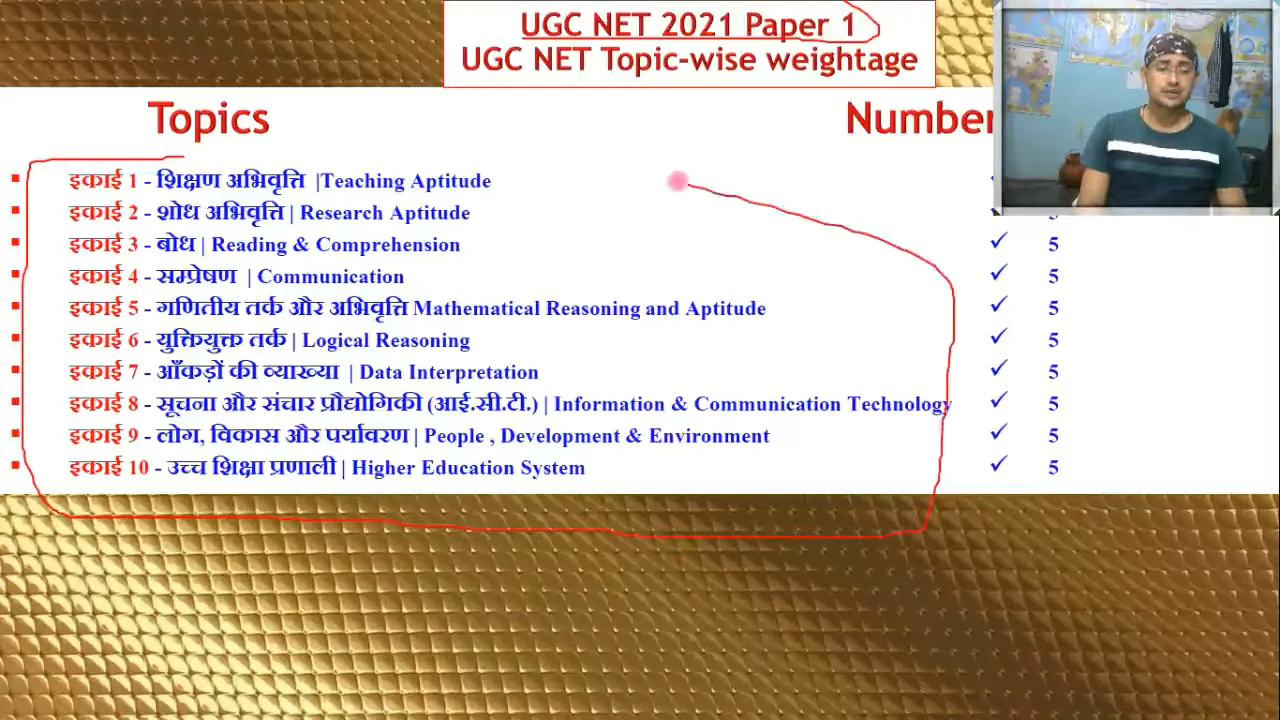 UGC NET 2021 Paper 1
UGC NET Topic-wise weightage
Topics Number
इकाई 1 - शिक्षण अभिवृत्ति |Teaching Aptitude
इकाई 2 - शोध अभिवृत्ति | Research Aptitude
इकाई 3 - बोध | Reading & Comprehension ✓ 5
इकाई 4 - सम्प्रेषण | Communication ✓ 5
इकाई 5 - गणितीय तर्क और अभिवृत्ति Mathematical Reasoning and Aptitude ✓ 5
इकाई 6 - युक्तियुक्त तर्क | Logical Reasoning ✓ 5
इकाई 7 - आँकड़ों की व्याख्या | Data Interpretation ✓ 5
इकाई 8 - सूचना और संचार प्रौद्योगिकी (आई.सी.टी.) | Information & Communication Technology ✓ 5
इकाई 9 - लोग, विकास और पर्यावरण | People , Development & Environment ✓ 5
इकाई 10 - उच्च शिक्षा प्रणाली | Higher Education System ✓ 5